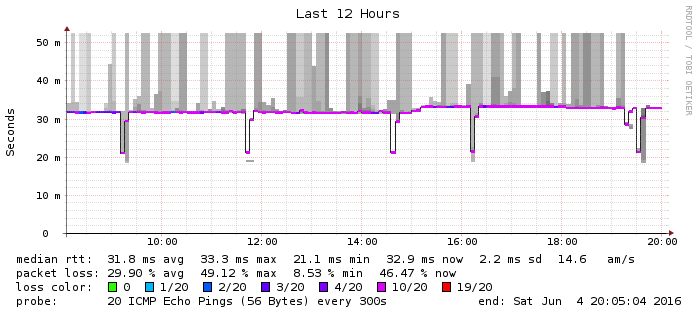 Last 12 Hours
RRDTOOL / TOBI OETIKER
Seconds
50 m
40 m
30 m
20 m
10 m
0
10:00 12:00 14:00 16:00 18:00 20:00
median rtt: 31.8 ms avg 33.3 ms max 21.1 ms min 32.9 ms now 2.2 ms sd 14.6 am/s
packet loss: 29.90 % avg 49.12 % max 8.53 % min 46.47 % now
loss color: 0 1/20 2/20 3/20 4/20 10/20 19/20
probe: 20 ICMP Echo Pings (56 Bytes) every 300s end: Sat Jun 4 20:05:04 2016